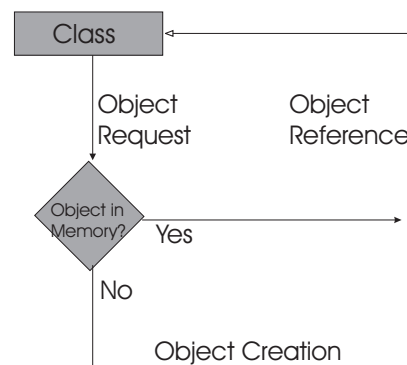 Class
Object
Request
Object
Reference
Object in
Memory?
Yes
No
Object Creation